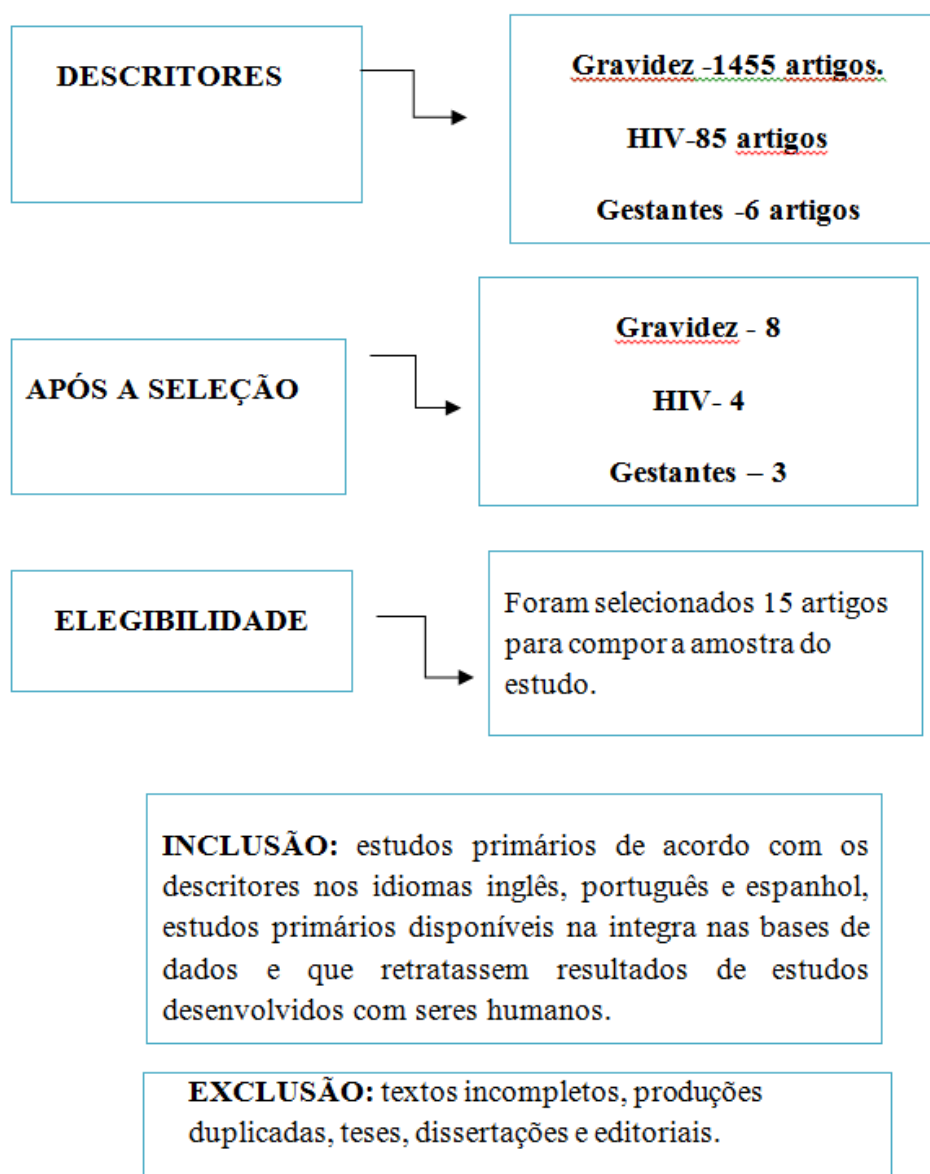 DESCRITORES
Gravidez -1455 artigos.
HIV-85 artigos
Gestantes -6 artigos
APÓS A SELEÇÃO
Gravidez - 8
HIV- 4
Gestantes – 3
ELEGIBILIDADE
Foram selecionados 15 artigos
para compor a amostra do
estudo.
INCLUSÃO: estudos primários de acordo com os
descritores nos idiomas inglês, português e espanhol,
estudos primários disponíveis na integra nas bases de
dados e que retratassem resultados de estudos
desenvolvidos com seres humanos.
EXCLUSÃO: textos incompletos, produções
duplicadas, teses, dissertações e editoriais.